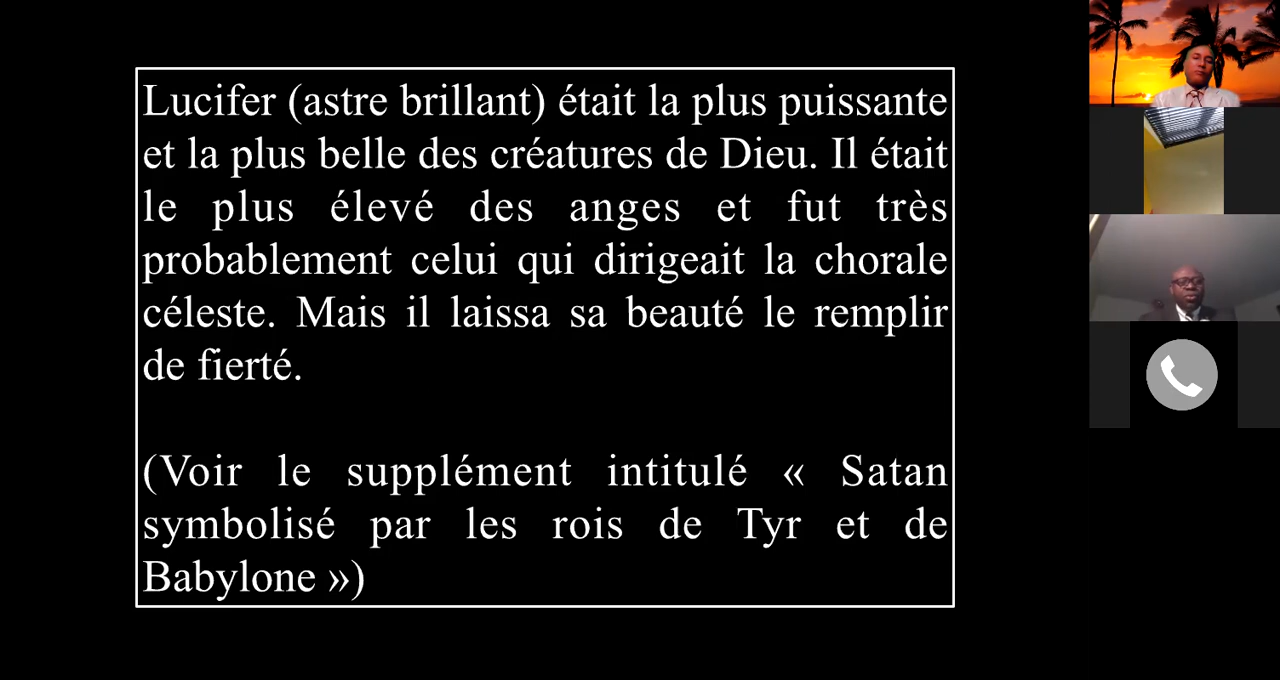 Lucifer (astre brillant) était la plus puissante
et la plus belle des créatures de Dieu. Il était
le plus élevé des anges et fut très
probablement celui qui dirigeait la chorale
céleste. Mais il laissa sa beauté le remplir
de fierté.
(Voir le supplément intitulé « Satan
symbolisé par les rois de Tyr et de
Babylone »)